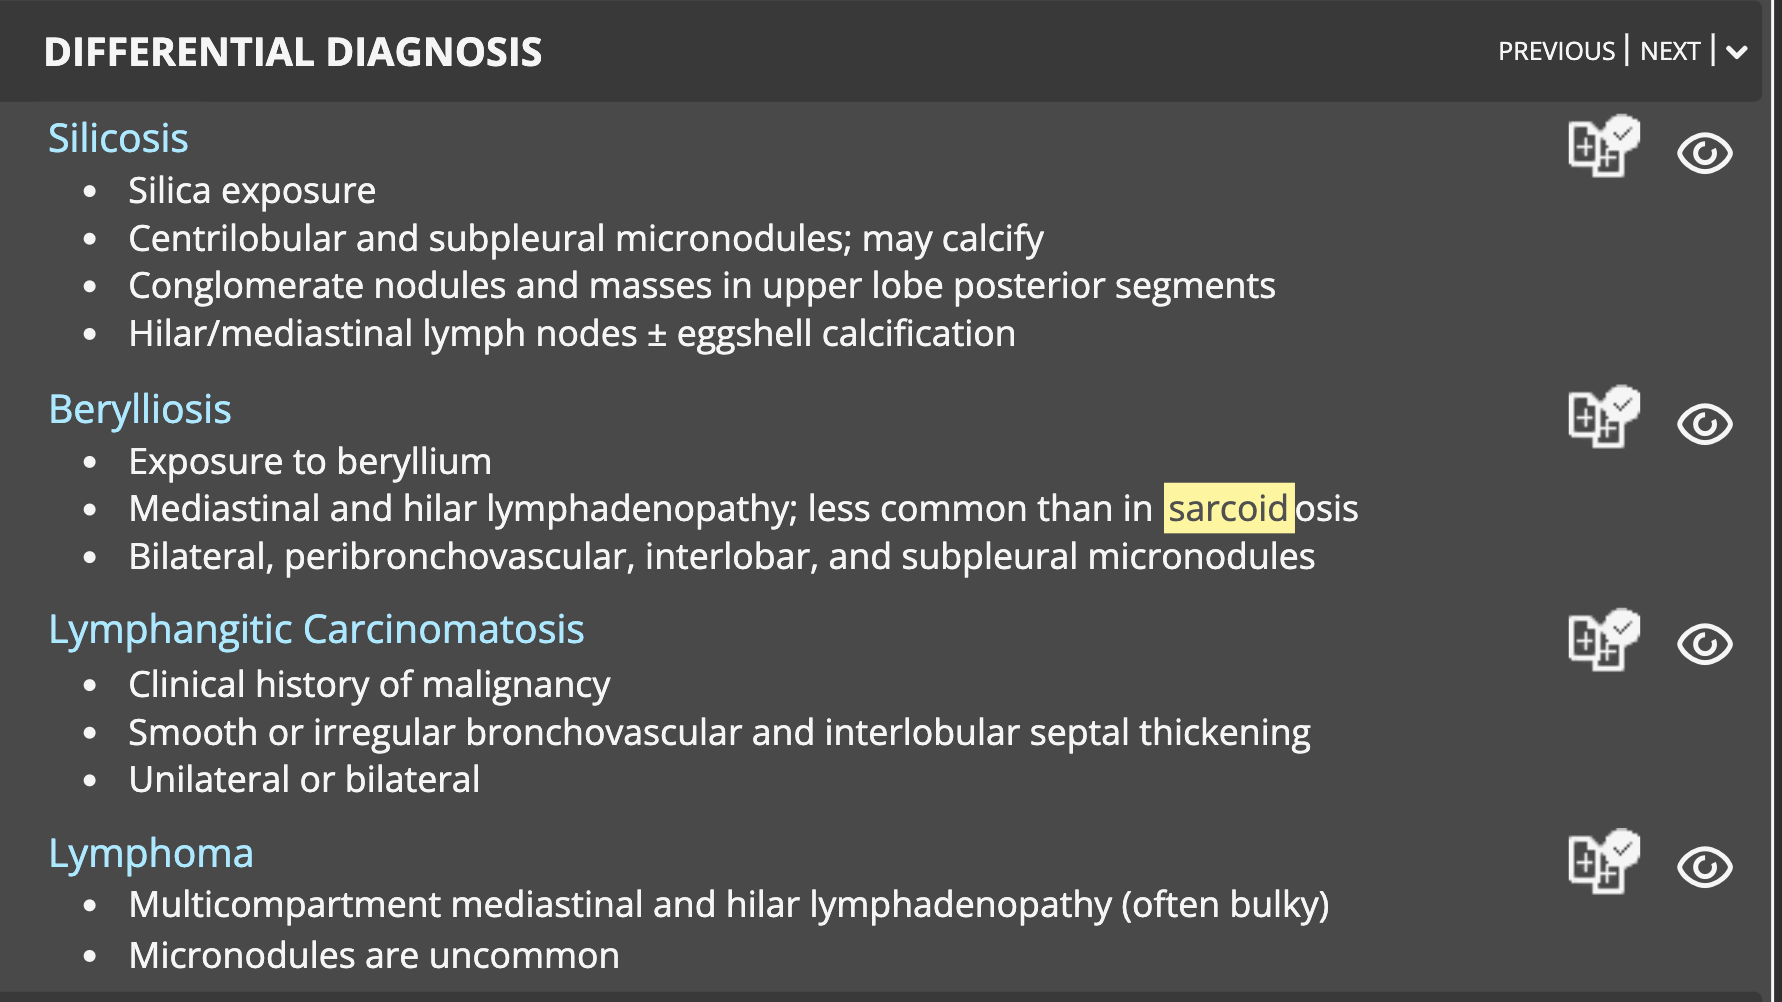 DIFFERENTIAL DIAGNOSIS
PREVIOUS | NEXT |
Silicosis
• Silica exposure
• Centrilobular and subpleural micronodules; may calcify
• Conglomerate nodules and masses in upper lobe posterior segments
• Hilar/mediastinal lymph nodes ± eggshell calcification
Berylliosis
• Exposure to beryllium
• Mediastinal and hilar lymphadenopathy; less common than in sarcoidosis
• Bilateral, peribronchovascular, interlobar, and subpleural micronodules
Lymphangitic Carcinomatosis
• Clinical history of malignancy
• Smooth or irregular bronchovascular and interlobular septal thickening
• Unilateral or bilateral
Lymphoma
• Multicompartment mediastinal and hilar lymphadenopathy (often bulky)
• Micronodules are uncommon